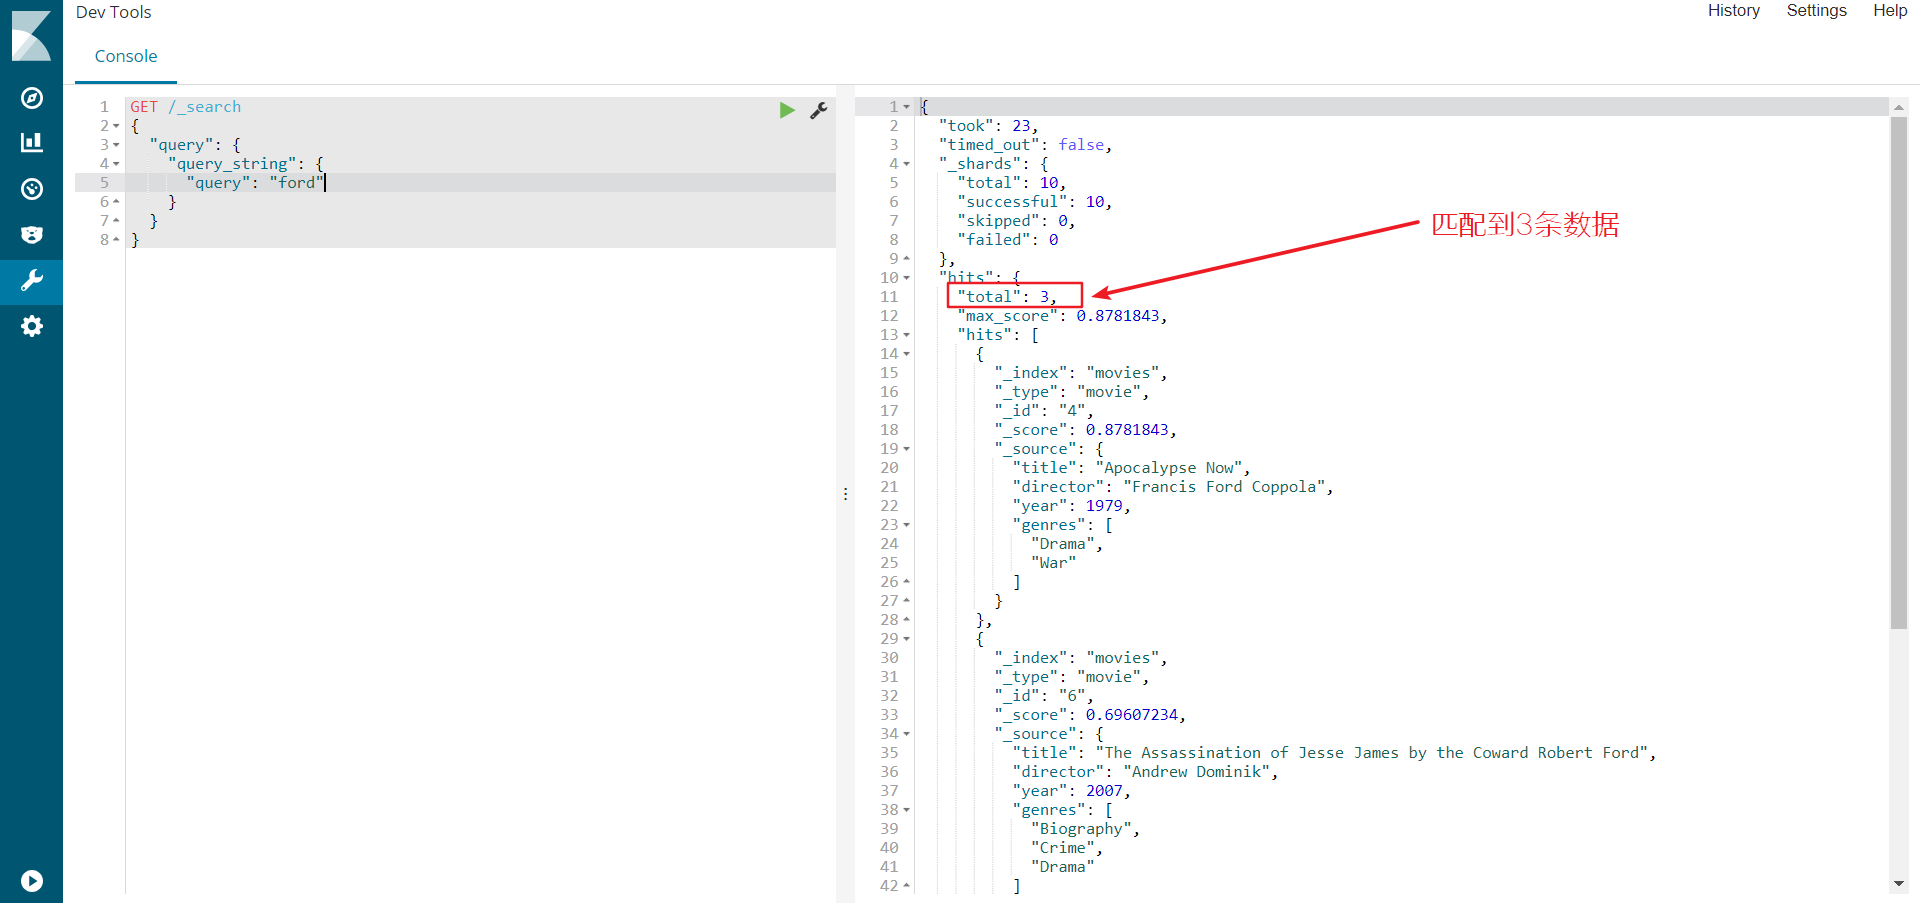 Dev Tools
History Settings Help
Console
1 GET /_search
2 {
3 "query": {
4 "query_string": {
5 "query": "ford"
6 }
7 }
8 }
1 {
2 "took": 23,
3 "timed_out": false,
4 "_shards": {
5 "total": 10,
6 "successful": 10,
7 "skipped": 0,
8 "failed": 0
9 },
10 "hits": {
11 "total": 3,
12 "max_score": 0.8781843,
13 "hits": [
14 {
15 "_index": "movies",
16 "_type": "movie",
17 "_id": "4",
18 "_score": 0.8781843,
19 "_source": {
20 "title": "Apocalypse Now",
21 "director": "Francis Ford Coppola",
22 "year": 1979,
23 "genres": [
24 "Drama",
25 "War"
26 ]
27 }
28 },
29 {
30 "_index": "movies",
31 "_type": "movie",
32 "_id": "6",
33 "_score": 0.69607234,
34 "_source": {
35 "title": "The Assassination of Jesse James by the Coward Robert Ford",
36 "director": "Andrew Dominik",
37 "year": 2007,
38 "genres": [
39 "Biography",
40 "Crime",
41 "Drama"
42 ]
匹配到3条数据